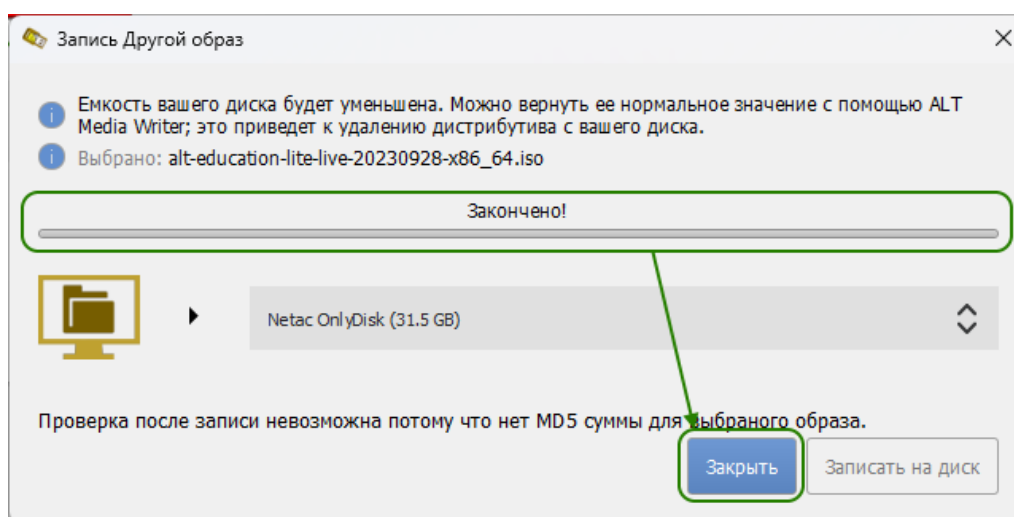 Запись Другой образ
Емкость вашего диска будет уменьшена. Можно вернуть ее нормальное значение с помощью ALT
Media Writer; это приведет к удалению дистрибутива с вашего диска.
Выбрано: alt-education-lite-live-20230928-x86_64.iso
Закончено!
Netac OnlyDisk (31.5 GB)
Проверка после записи невозможна потому что нет MD5 суммы для выбраного образа.
Закрыть
Записать на диск